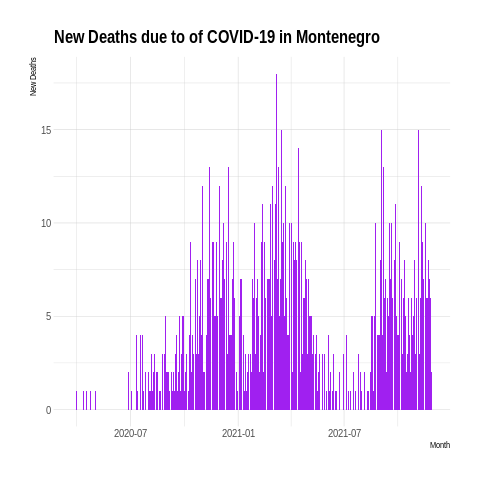 New Deaths due to of COVID-19 in Montenegro
New Deaths
15
10
5
0
2020-07 2021-01 2021-07
Month